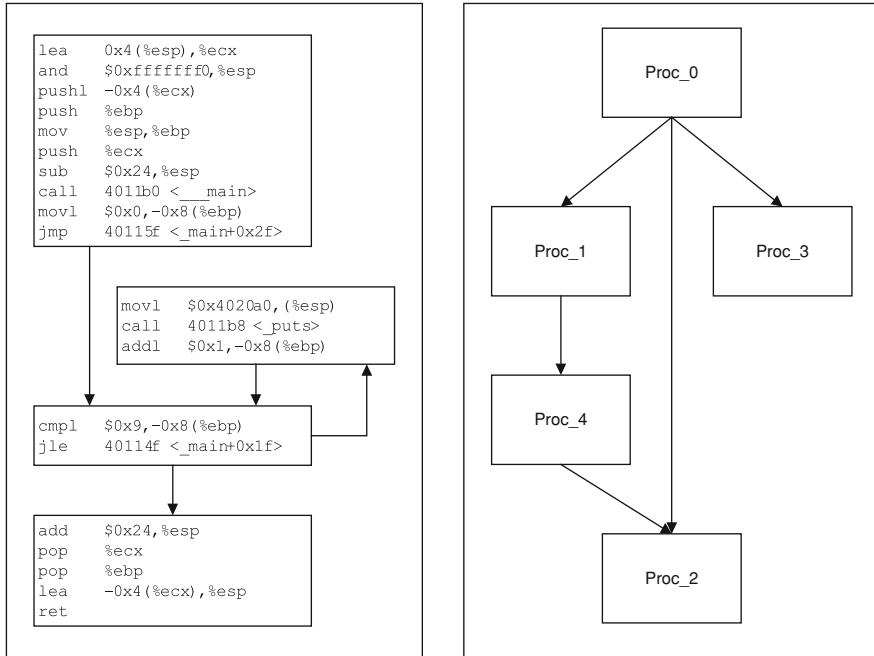 lea 0x4(%esp),%ecx
and $0xfffffff0,%esp
pushl -0x4(%ecx)
push %ebp
mov %esp,%ebp
push %ecx
sub $0x24,%esp
call 4011b0 <___main>
movl $0x0,-0x8(%ebp)
jmp 40115f <_main+0x2f>
movl $0x4020a0,(%esp)
call 4011b8 <_puts>
addl $0x1,-0x8(%ebp)
cmpl $0x9,-0x8(%ebp)
jle 40114f <_main+0x1f>
add $0x24,%esp
pop %ecx
pop %ebp
lea -0x4(%ecx),%esp
ret
Proc_0
Proc_1
Proc_3
Proc_4
Proc_2